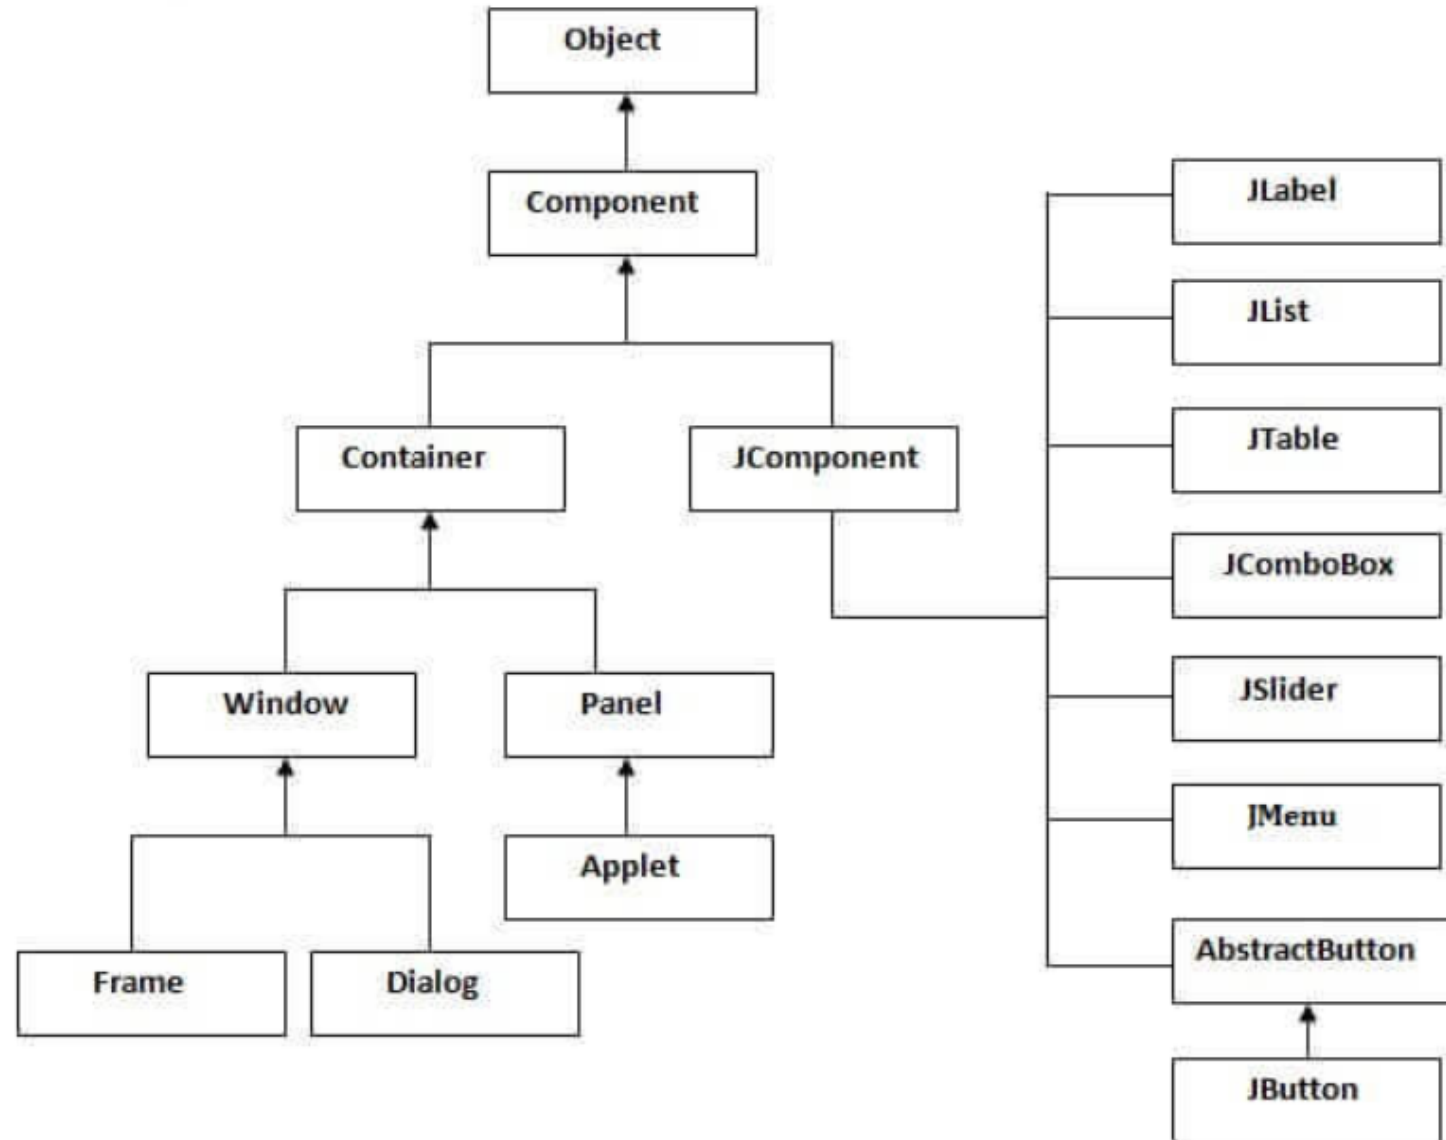 Object
Component
Container
JComponent
Window
Panel
Applet
Frame
Dialog
JLabel
JList
JTable
JComboBox
JSlider
JMenu
AbstractButton
JButton